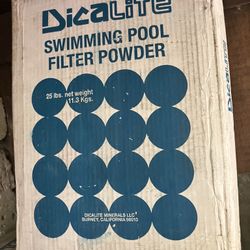 DicaLite
SWIMMING POOL
FILTER POWDER
25 lbs. net weight
11.3 Kgs.
DICALITE MINERALS LLC
BURNEY, CALIFORNIA 96013